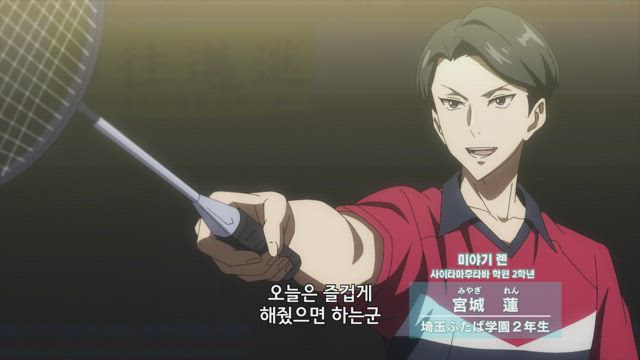 미야기 렌
사이타마후타바 학원 2학년
みやぎ れん
宮城 蓮
埼玉ふたば学園2年生
오늘은 즐겁게
해줬으면 하는군